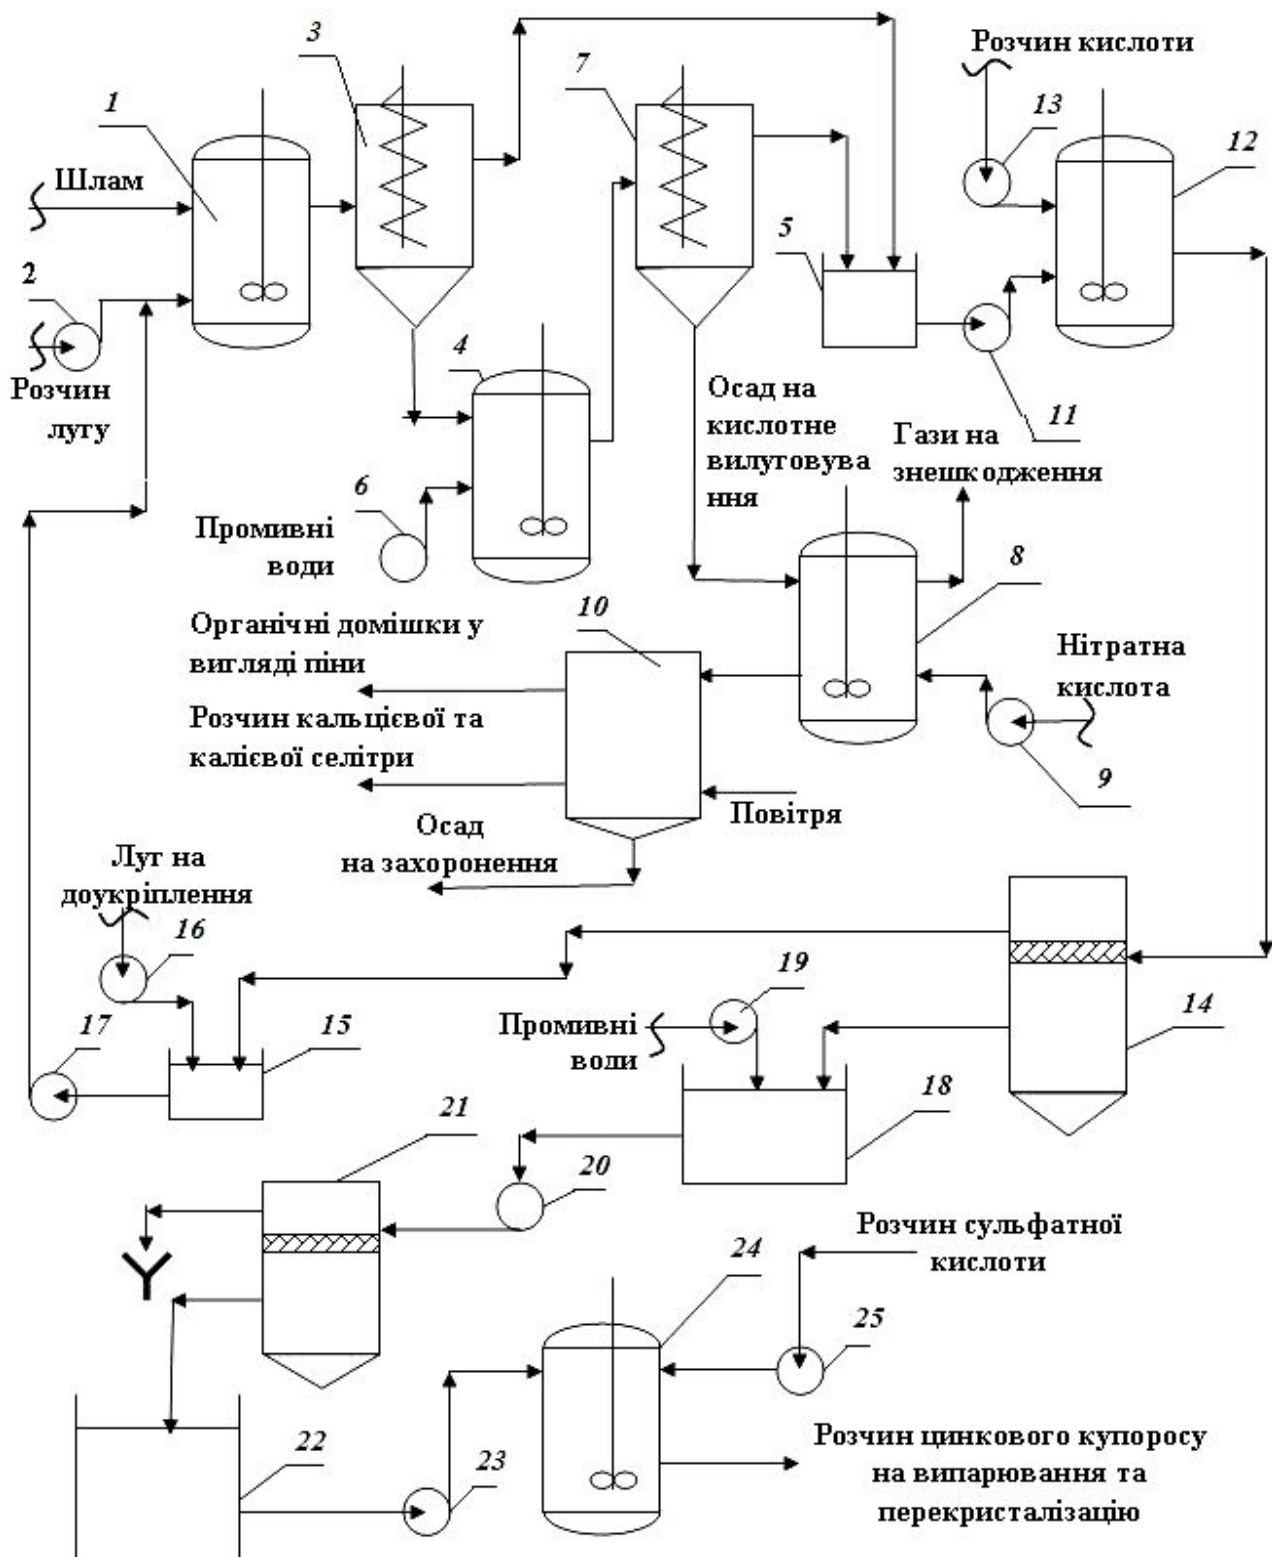 3
Розчин кислоти
7
1
13
12
Шлам
5
2
4
Розчин
лугу
Осад на
кислотне
вилуговува
ння
11
Гази на
знешкодження
6
Промивні
води
8
10
Органічні домішки у
вигляді піни
Нітратна
кислота
Розчин кальцієвої та
калієвої селітри
9
Повітря
Осад
на захоронення
Луг на
доукріплення
16
19
17
15
Промивні
води
14
18
21
20
Розчин сульфатної
кислоти
24
25
Розчин цинкового купоросу
на випарювання та
перекристалізацію
22
23